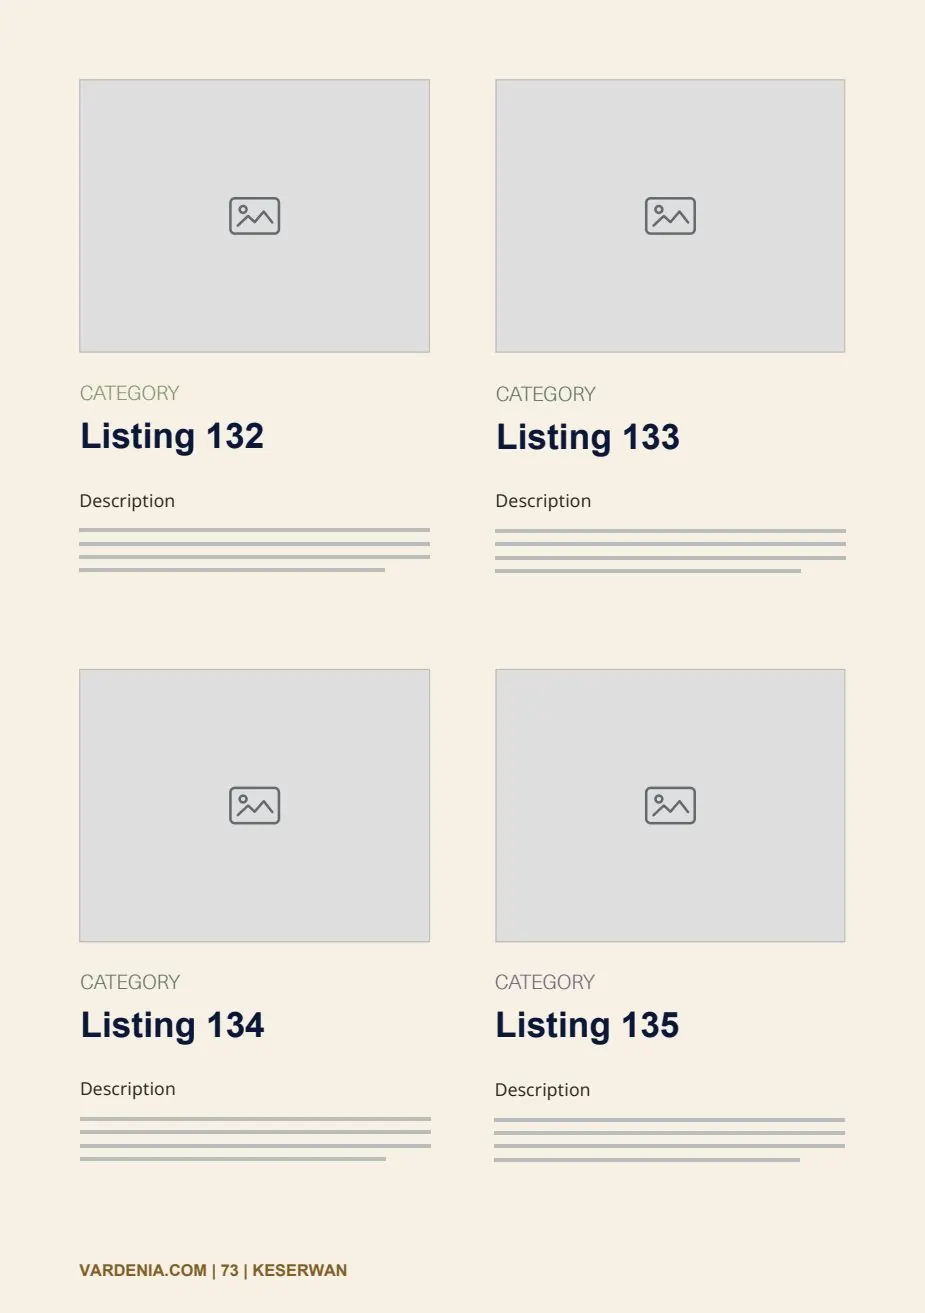 CATEGORY
Listing 132
Description
CATEGORY
Listing 133
Description
CATEGORY
Listing 134
Description
CATEGORY
Listing 135
Description
VARDENIA.COM | 73 | KESERWAN